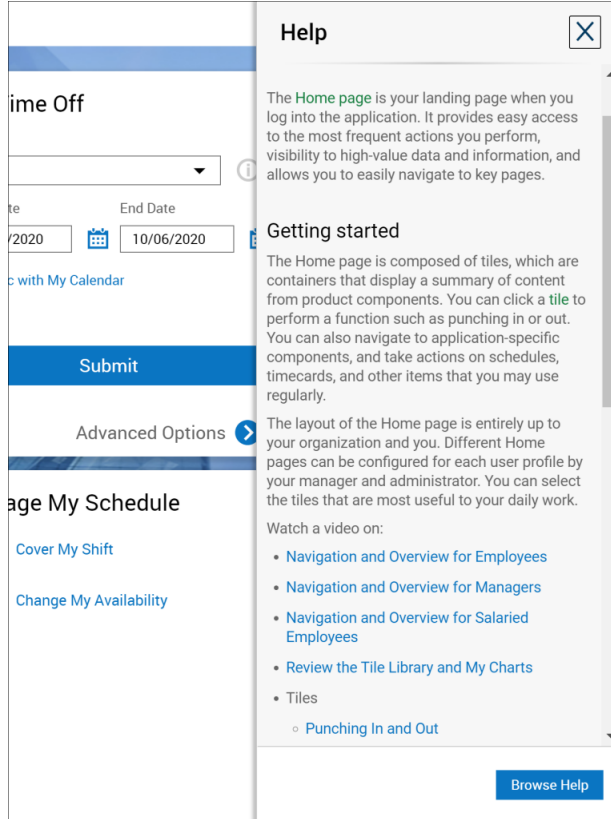 ime Off
te
End Date
/2020
10/06/2020
c with My Calendar
Submit
Advanced Options
age My Schedule
Cover My Shift
Change My Availability
Help
The Home page is your landing page when you
log into the application. It provides easy access
to the most frequent actions you perform,
visibility to high-value data and information, and
allows you to easily navigate to key pages.
Getting started
The Home page is composed of tiles, which are
containers that display a summary of content
from product components. You can click a tile to
perform a function such as punching in or out.
You can also navigate to application-specific
components, and take actions on schedules,
timecards, and other items that you may use
regularly.
The layout of the Home page is entirely up to
your organization and you. Different Home
pages can be configured for each user profile by
your manager and administrator. You can select
the tiles that are most useful to your daily work.
Watch a video on:
• Navigation and Overview for Employees
• Navigation and Overview for Managers
• Navigation and Overview for Salaried
Employees
• Review the Tile Library and My Charts
• Tiles
◦ Punching In and Out
Browse Help